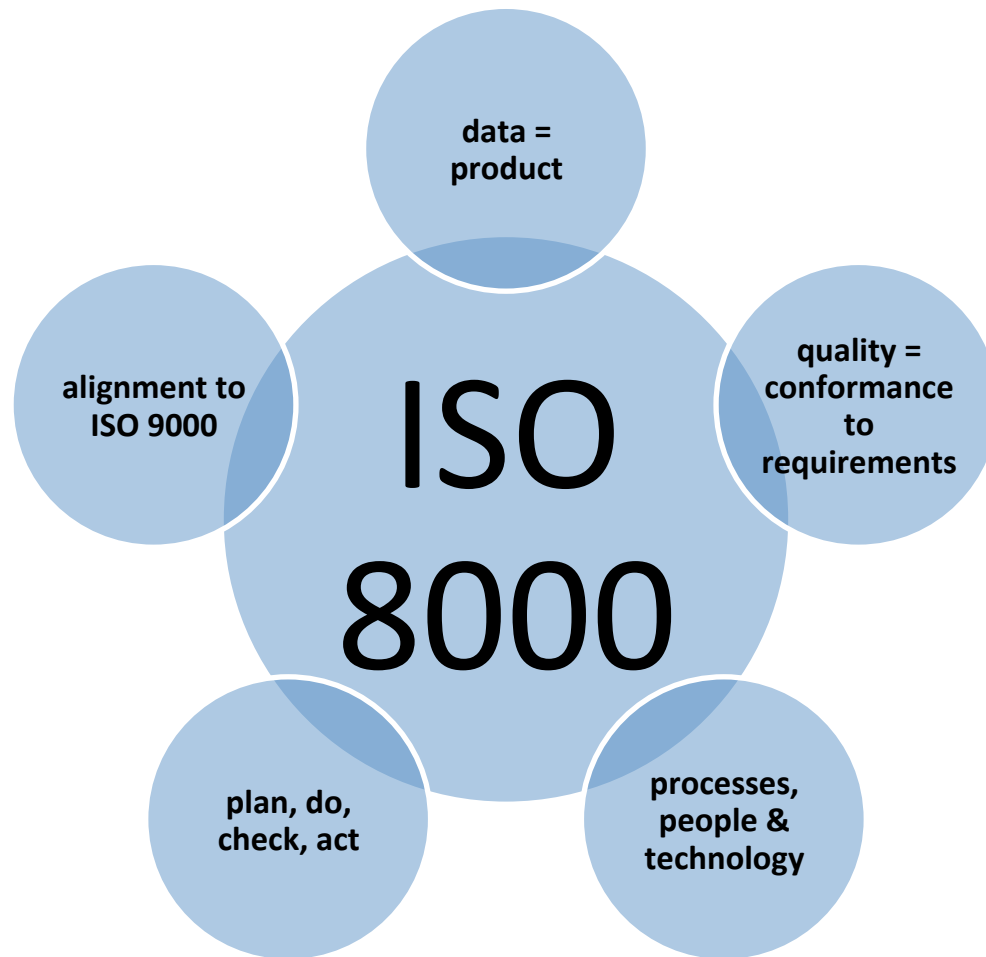 data =
product
quality =
conformance
to
requirements
processes,
people &
technology
plan, do,
check, act
alignment to
ISO 9000
ISO
8000